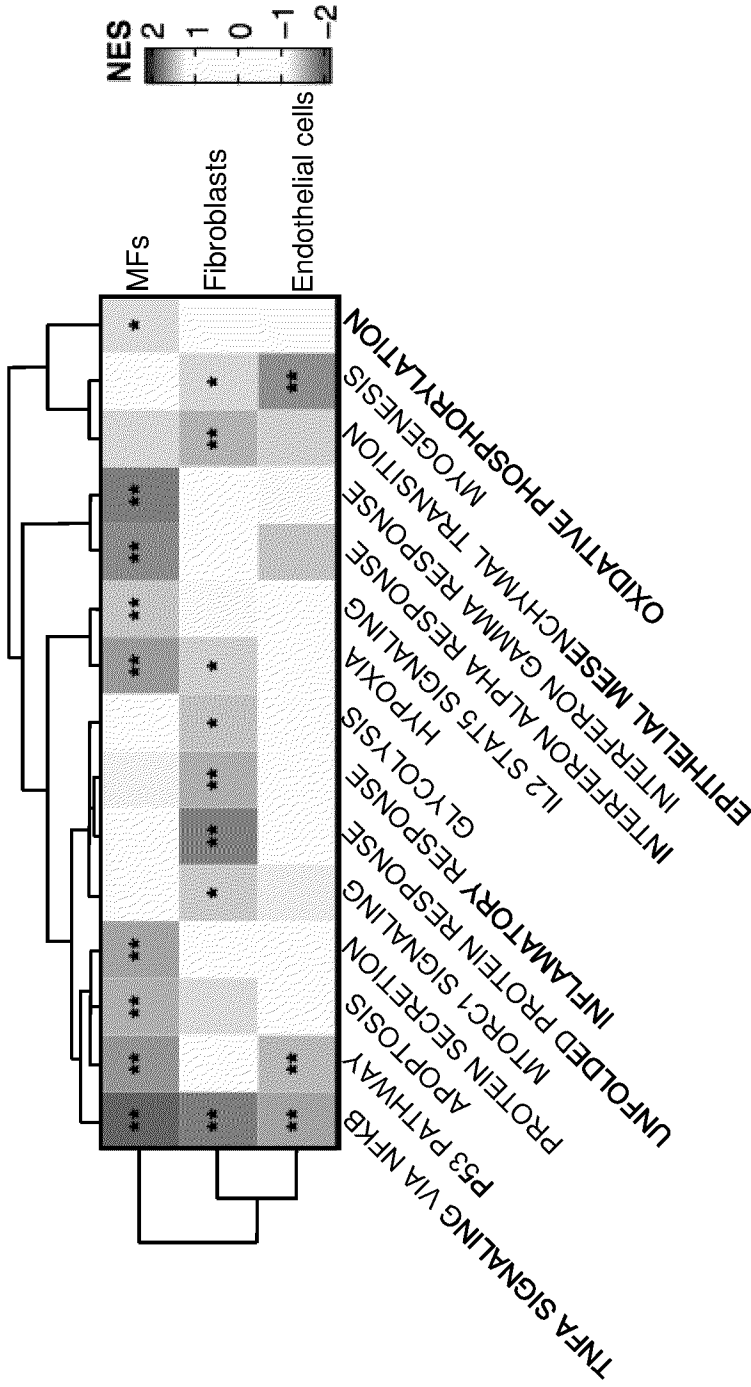 NES
2
1
0
-1
-2
** ** ** ** ** ** ** ** * MFs
** * ** ** * * ** * Fibroblasts
** ** ** Endothelial cells
TNFA SIGNALING VIA NFKB
P53 PATHWAY
APOPTOSIS
PROTEIN SECRETION
MTORC1 SIGNALING
UNFOLDED PROTEIN RESPONSE
INFLAMATORY RESPONSE
GLYCOLYSIS
HYPOXIA
IL2 STAT5 SIGNALING
INTERFERON ALPHA RESPONSE
INTERFERON GAMMA RESPONSE
EPITHELIAL MESENCHYMAL TRANSITION
MYOGENESIS
OXIDATIVE PHOSPHORYLATION